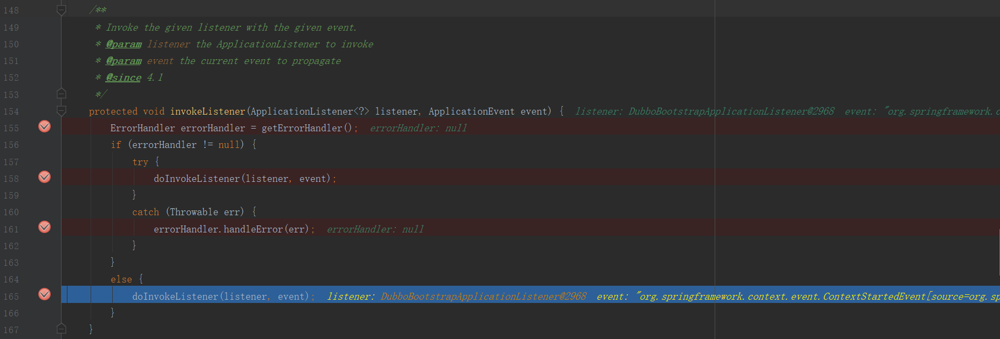 148 /**
149 * Invoke the given listener with the given event.
150 * @param listener the ApplicationListener to invoke
151 * @param event the current event to propagate
152 * @since 4.1
153 */
154 protected void invokeListener(ApplicationListener<?> listener, ApplicationEvent event) { listener: DubboBootstrapApplicationListener@2968 event: "org.springframework.c
155 ErrorHandler errorHandler = getErrorHandler(); errorHandler: null
156 if (errorHandler != null) {
157 try {
158 doInvokeListener(listener, event);
159 }
160 catch (Throwable err) {
161 errorHandler.handleError(err); errorHandler: null
162 }
163 }
164 else {
165 doInvokeListener(listener, event); listener: DubboBootstrapApplicationListener@2968 event: "org.springframework.context.event.ContextStartedEvent[source=org.sp
166 }
167 }